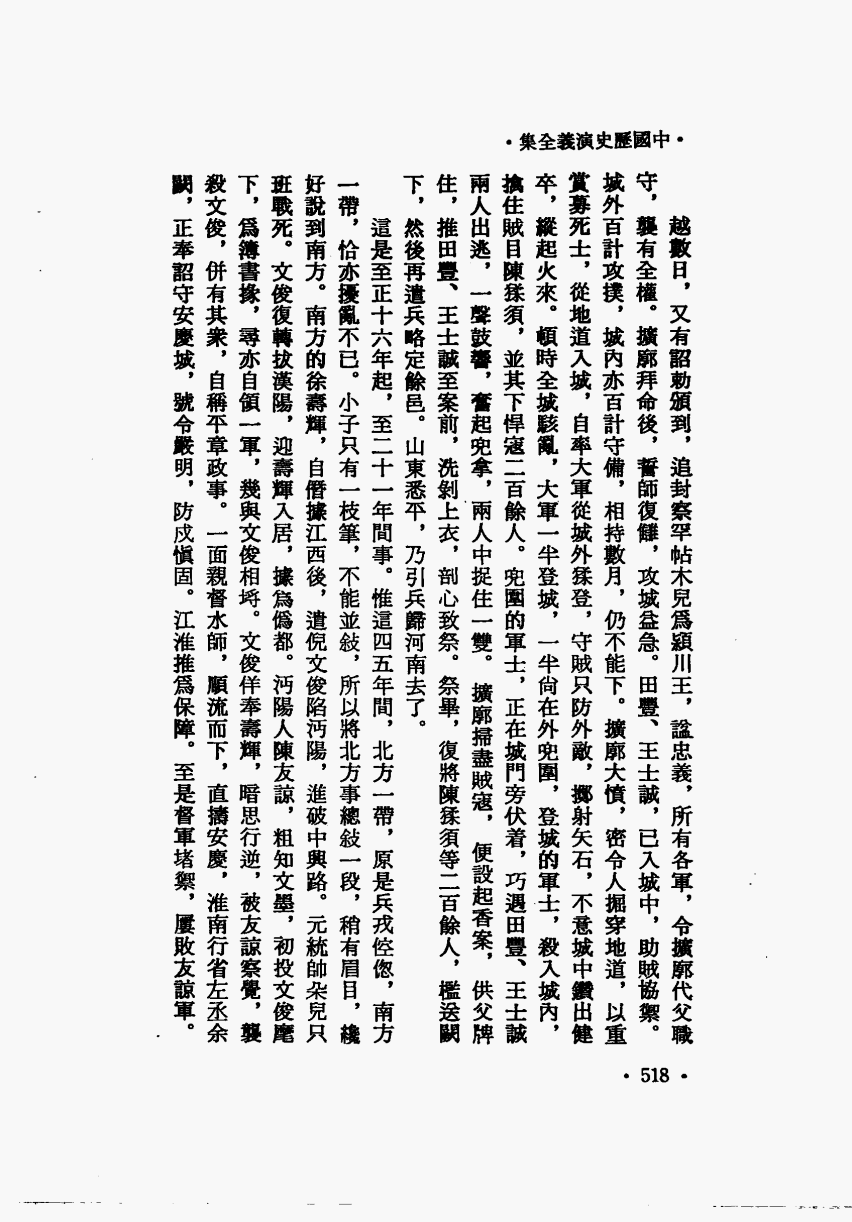 ·中國歷史演義全集·
越數日，又有詔勅頒到，追封察罕帖木兒爲潁川王，諡忠義，所有各軍，令擴廓代父職
守，襲有全權。擴廓拜命後，誓師復讎，攻城益急。田豐、王士誠，已入城中，助賊協禦。
城外百計攻撲，城內亦百計守備，相持數月，仍不能下。擴廓大憤，密令人掘穿地道，以重
賞募死士，從地道入城，自率大軍從城外猱登，守賊只防外敵，擲射矢石，不意城中鑽出健
卒，縱起火來。頓時全城駭亂，大軍一半登城，一半尙在外兜圍，登城的軍士，殺入城內，
擒住賊目陳猱須，並其下悍寇二百餘人。兜圍的軍士，正在城門旁伏着，巧遇田豐、王士誠
兩人出逃，一聲鼓響，奮起兜拿，兩人中捉住一雙。擴廓掃盡賊寇，便設起香案，供父牌
位，推田豐、王士誠至案前，洗剝上衣，剖心致祭。祭畢，復將陳猱須等二百餘人，檻送闕
下，然後再遣兵略定餘邑。山東悉平，乃引兵歸河南去了。
這是至正十六年起，至二十一年間事。惟這四五年間，北方一帶，原是兵戎倥傯，南方
一帶，恰亦擾亂不已。小子只有一枝筆，不能並敍，所以將北方事總敍一段，稍有眉目，纔
好說到南方。南方的徐壽輝，自僭據江西後，遣倪文俊陷沔陽，進破中興路。元統帥朵兒只
班戰死。文俊復轉拔漢陽，迎壽輝入居，據爲僞都。沔陽人陳友諒，粗知文墨，初投文俊麾
下，爲簿書掾，尋亦自領一軍，幾與文俊相埒。文俊佯奉壽輝，暗思行逆，被友諒察覺，襲
殺文俊，併有其衆，自稱平章政事。一面親督水師，順流而下，直擣安慶，淮南行省左丞余
闕，正奉詔守安慶城，號令嚴明，防戍愼固。江淮推爲保障。至是督軍堵禦，屢敗友諒軍。
·518·